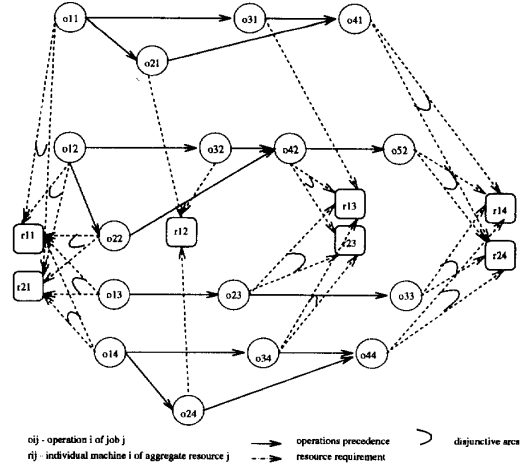 o11 o31 o41
o21
o12 o32 o42 o52
r13 r14
r11 o22 r12
r23 r24
r21 o13 o23 o33
o14 o34 o44
o24
oij - operation i of job j operations precedence disjunctive arcs
rij - individual machine i of aggregate resource j resource requirement